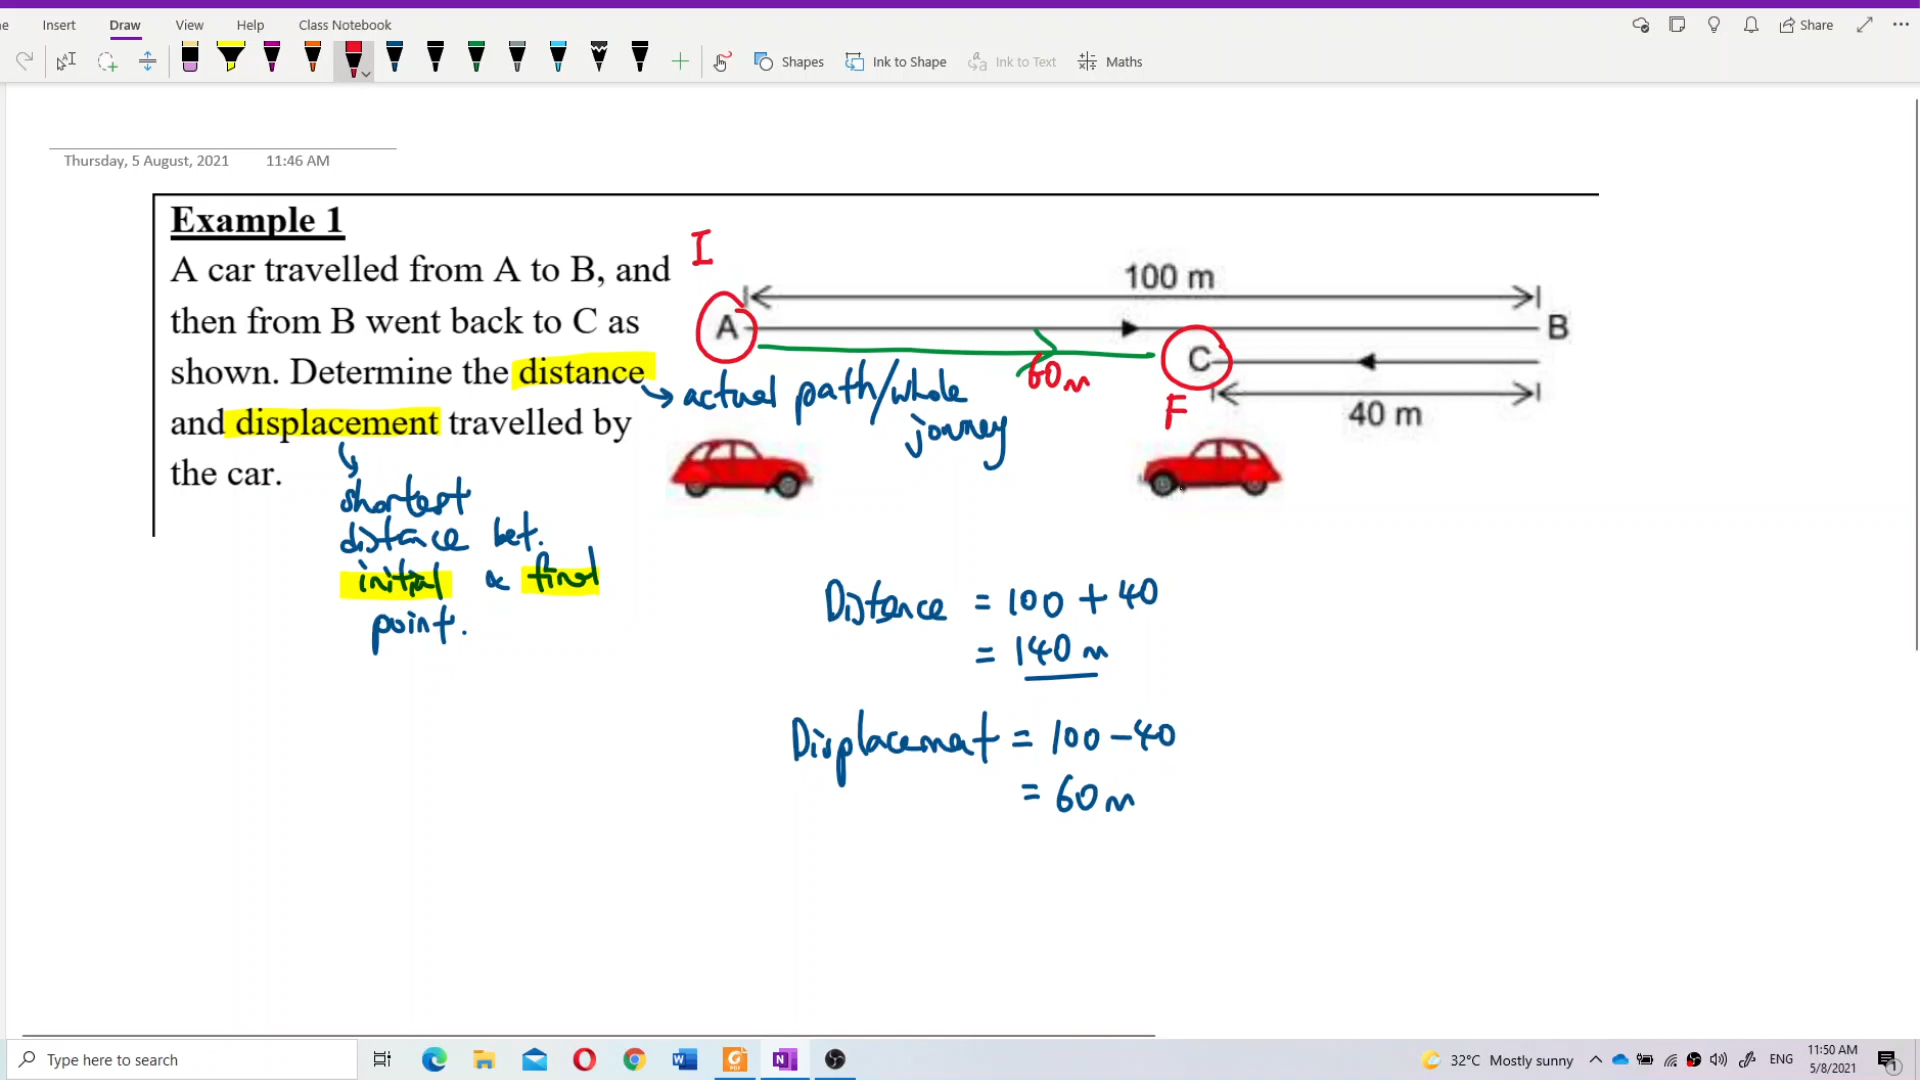 Insert Draw View Help Class Notebook
Share
Shapes Ink to Shape Ink to Text Maths
Thursday, 5 August, 2021 11:46 AM
Example 1
A car travelled from A to B, and
then from B went back to C as
shown. Determine the distance
and displacement travelled by
the car.
I
100 m
A
B
C
60 m
F
40 m
actual path/whole
journey
shortest
distance bet.
initial & final
point.
Distance = 100 + 40
= 140 m
Displacement = 100 - 40
= 60 m
Type here to search
32°C Mostly sunny
ENG
11:50 AM
5/8/2021